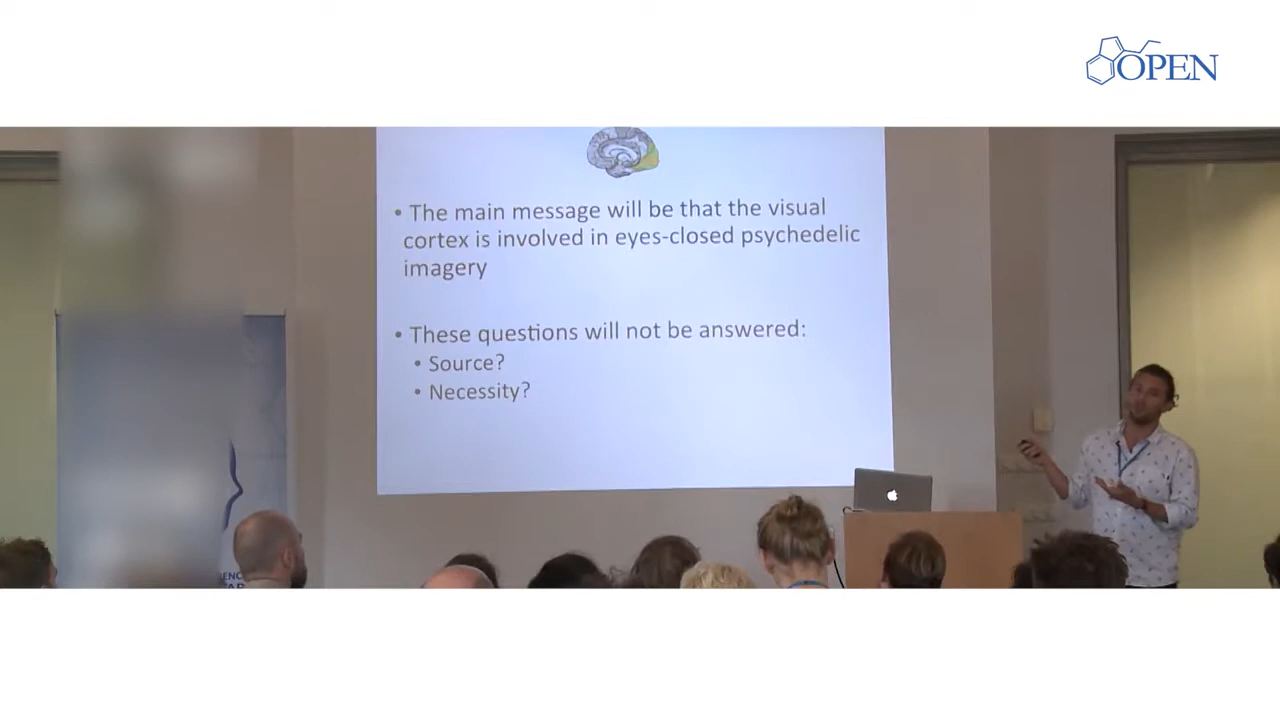 OPEN
• The main message will be that the visual
cortex is involved in eyes-closed psychedelic
imagery
• These questions will not be answered:
• Source?
• Necessity?